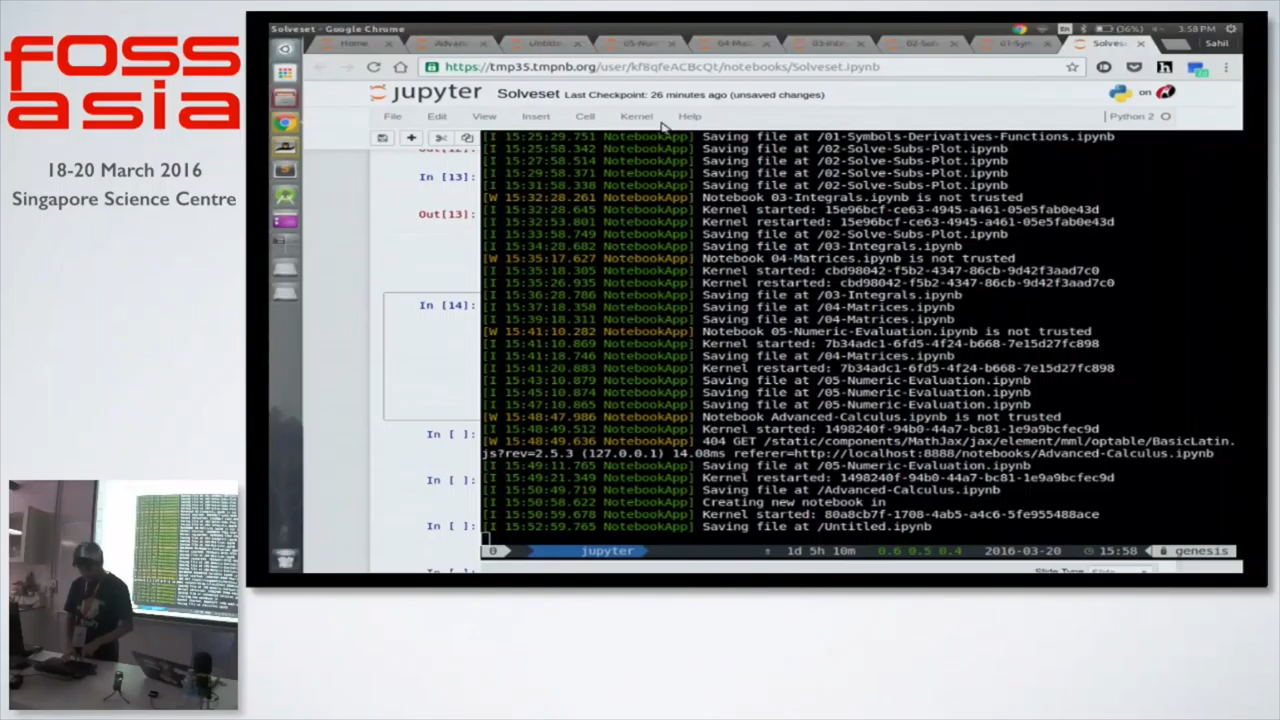 foss
asia
18-20 March 2016
Singapore Science Centre
Solveset - Google Chrome
(36%)
3:58 PM
Home
Sahil
https://tmp35.tmpnb.org/user/kf8qfeACBcQt/notebooks/Solveset.ipynb
jupyter Solveset Last Checkpoint: 26 minutes ago (unsaved changes)
on
File Edit View Insert Cell Kernel Help
Python 2
In [13]:
Out[13]:
In [14]:
In [ ]:
In [ ]:
In [ ]:
[I 15:25:29.751 NotebookApp] Saving file at /01-Symbols-Derivatives-Functions.ipynb
[I 15:25:58.342 NotebookApp] Saving file at /02-Solve-Subs-Plot.ipynb
[I 15:27:58.514 NotebookApp] Saving file at /02-Solve-Subs-Plot.ipynb
[I 15:29:58.371 NotebookApp] Saving file at /02-Solve-Subs-Plot.ipynb
[I 15:31:58.338 NotebookApp] Saving file at /02-Solve-Subs-Plot.ipynb
[W 15:32:28.261 NotebookApp] Notebook 03-Integrals.ipynb is not trusted
[I 15:32:28.645 NotebookApp] Kernel started: 15e96bcf-ce63-4945-a461-05e5fab0e43d
[I 15:32:53.801 NotebookApp] Kernel restarted: 15e96bcf-ce63-4945-a461-05e5fab0e43d
[I 15:33:58.749 NotebookApp] Saving file at /02-Solve-Subs-Plot.ipynb
[I 15:34:28.682 NotebookApp] Saving file at /03-Integrals.ipynb
[W 15:35:17.627 NotebookApp] Notebook 04-Matrices.ipynb is not trusted
[I 15:35:18.305 NotebookApp] Kernel started: cbd98042-f5b2-4347-86cb-9d42f3aad7c0
[I 15:35:26.935 NotebookApp] Kernel restarted: cbd98042-f5b2-4347-86cb-9d42f3aad7c0
[I 15:36:28.786 NotebookApp] Saving file at /03-Integrals.ipynb
[I 15:37:18.358 NotebookApp] Saving file at /04-Matrices.ipynb
[I 15:39:18.311 NotebookApp] Saving file at /04-Matrices.ipynb
[W 15:41:10.282 NotebookApp] Notebook 05-Numeric-Evaluation.ipynb is not trusted
[I 15:41:10.869 NotebookApp] Kernel started: 7b34adc1-6fd5-4f24-b668-7e15d27fc898
[I 15:41:18.746 NotebookApp] Saving file at /04-Matrices.ipynb
[I 15:41:20.883 NotebookApp] Kernel restarted: 7b34adc1-6fd5-4f24-b668-7e15d27fc898
[I 15:43:10.879 NotebookApp] Saving file at /05-Numeric-Evaluation.ipynb
[I 15:45:10.874 NotebookApp] Saving file at /05-Numeric-Evaluation.ipynb
[I 15:47:10.865 NotebookApp] Saving file at /05-Numeric-Evaluation.ipynb
[W 15:48:47.986 NotebookApp] Notebook Advanced-Calculus.ipynb is not trusted
[I 15:48:49.512 NotebookApp] Kernel started: 1498240f-94b0-44a7-bc81-1e9a9bcfec9d
[W 15:48:49.636 NotebookApp] 404 GET /static/components/MathJax/jax/element/mml/optable/BasicLatin.
js?rev=2.5.3 (127.0.0.1) 14.08ms referer=http://localhost:8888/notebooks/Advanced-Calculus.ipynb
[I 15:49:11.765 NotebookApp] Saving file at /05-Numeric-Evaluation.ipynb
[I 15:49:21.349 NotebookApp] Kernel restarted: 1498240f-94b0-44a7-bc81-1e9a9bcfec9d
[I 15:50:49.719 NotebookApp] Saving file at /Advanced-Calculus.ipynb
[I 15:50:58.622 NotebookApp] Creating new notebook in
[I 15:50:59.678 NotebookApp] Kernel started: 80a8cb7f-1708-4ab5-a4c6-5fe955488ace
[I 15:52:59.765 NotebookApp] Saving file at /Untitled.ipynb
0 jupyter ↑ 1d 5h 10m 0.6 0.5 0.4 2016-03-20 15:58 genesis